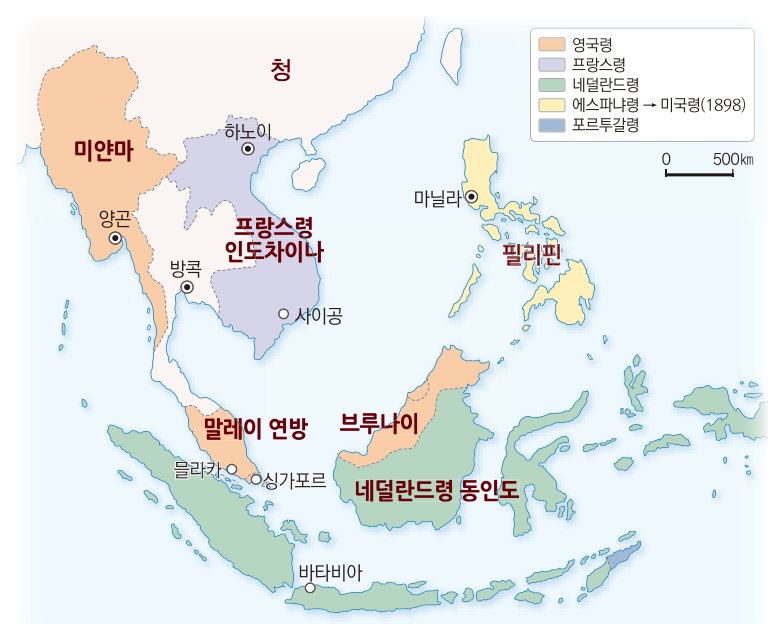 청
영국령
프랑스령
네덜란드령
에스파냐령 → 미국령(1898)
포르투갈령
0 500㎞
하노이
미얀마
마닐라
양곤
프랑스령
인도차이나
필리핀
방콕
사이공
말레이 연방
브루나이
믈라카
싱가포르
네덜란드령 동인도
바타비아